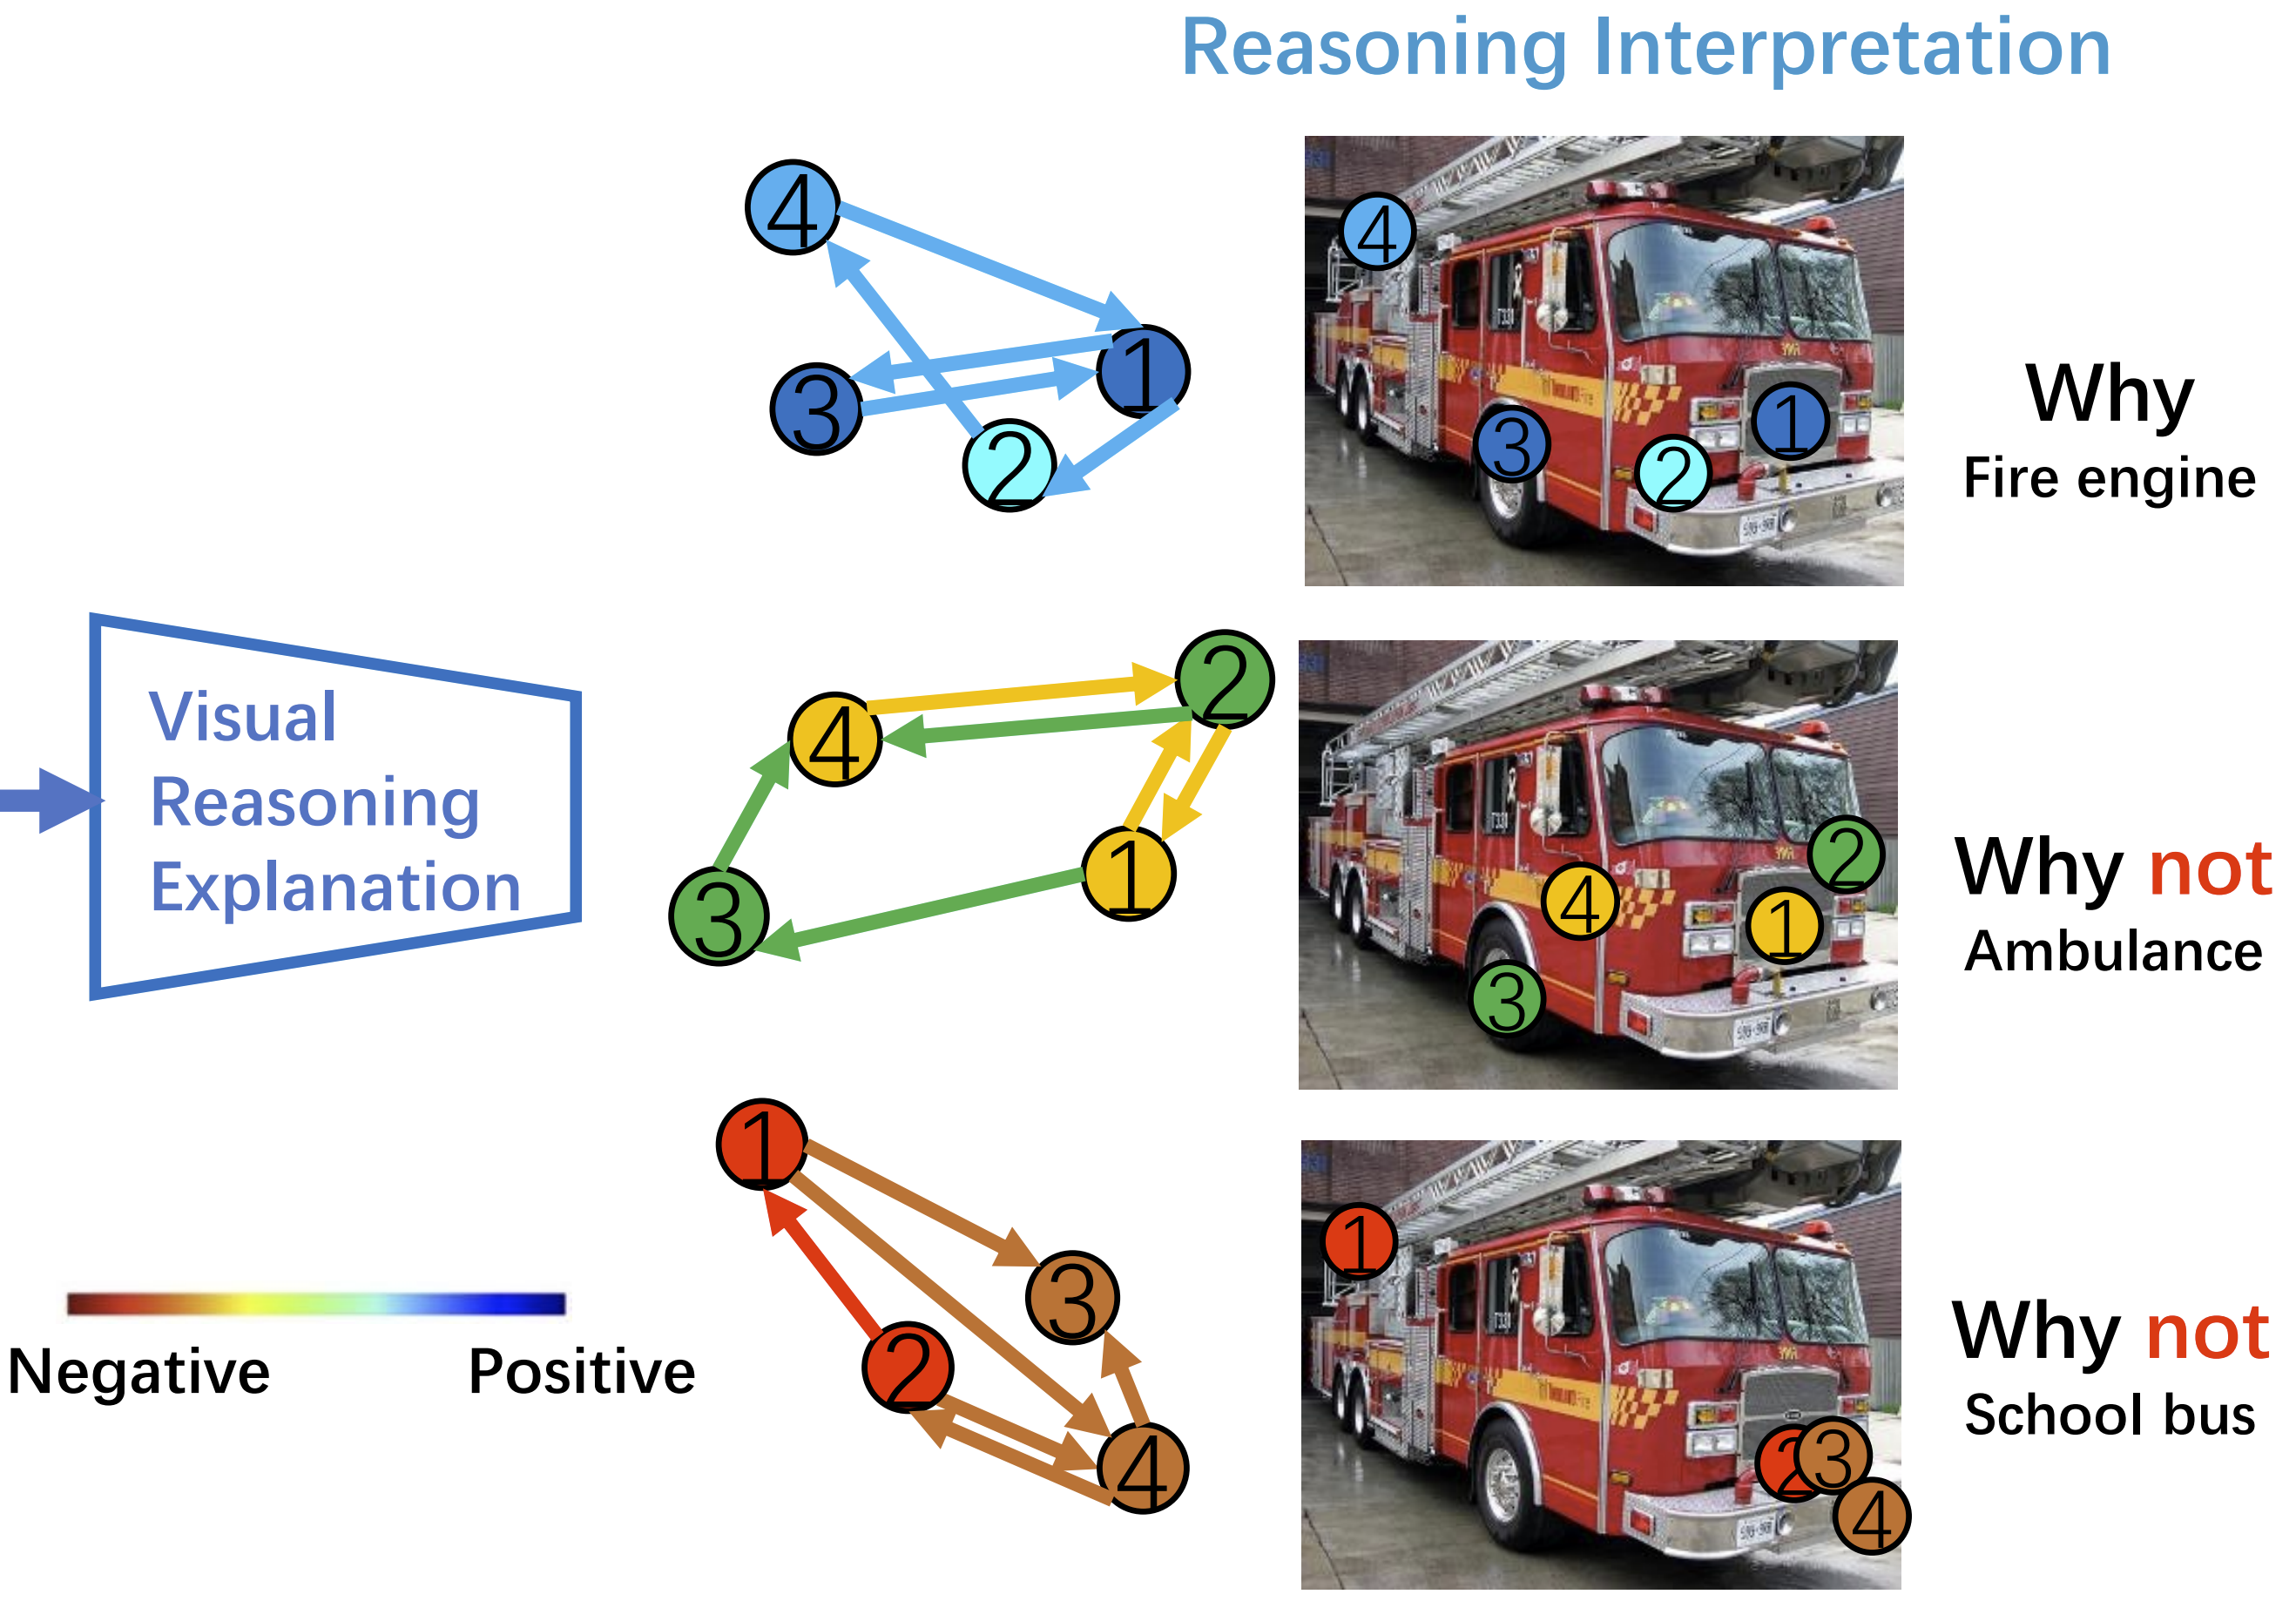 Reasoning Interpretation
4
1
3
2
4
3
2
1
Why
Fire engine
Visual
Reasoning
Explanation
2
4
1
3
2
4
1
3
Why not
Ambulance
1
3
2
4
1
2
3
4
Why not
School bus
Negative
Positive